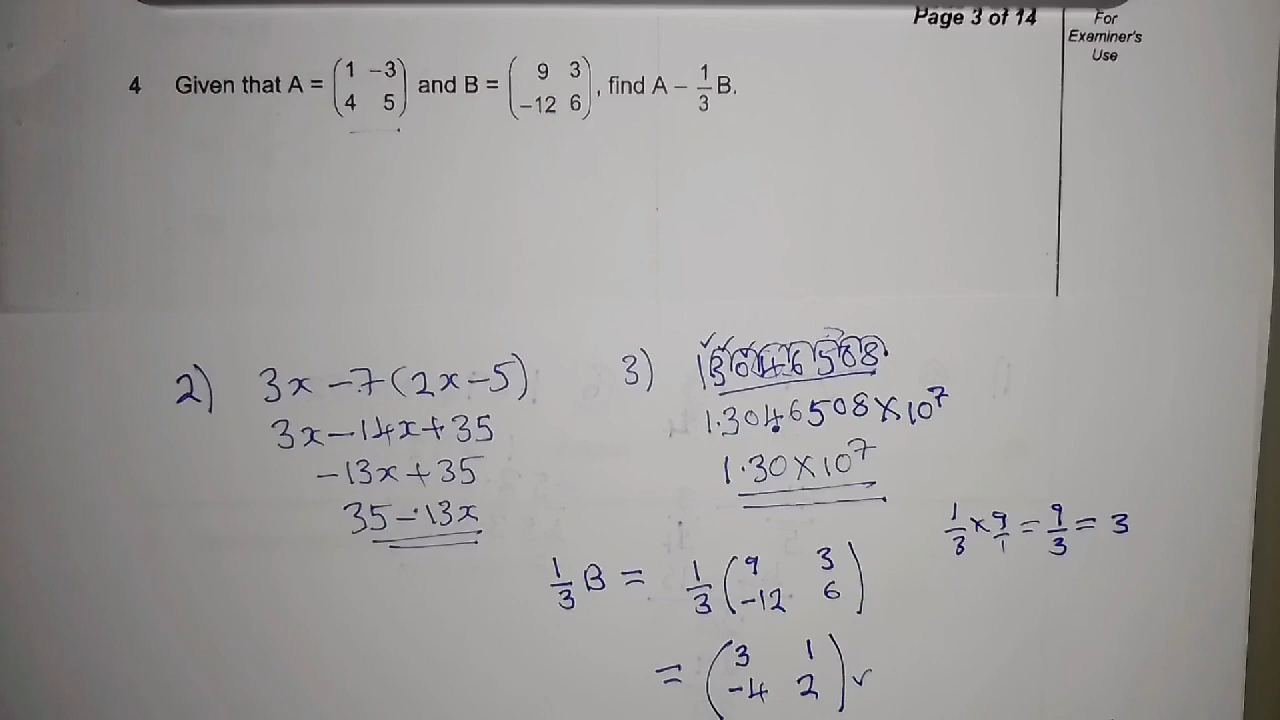 Page 3 of 14
For
Examiner's
Use
4 Given that A = (1 −3 4 5) and B = (9 3 −12 6), find A − 1/3 B.
2) 3x − 7(2x − 5)
3x − 14x + 35
−13x + 35
35 − 13x
3) 13046508
1.3046508 × 10⁷
1.30 × 10⁷
1/3 × 9/1 = 9/3 = 3
1/3 B = 1/3 (9 3 −12 6)
= (3 1 −4 2)